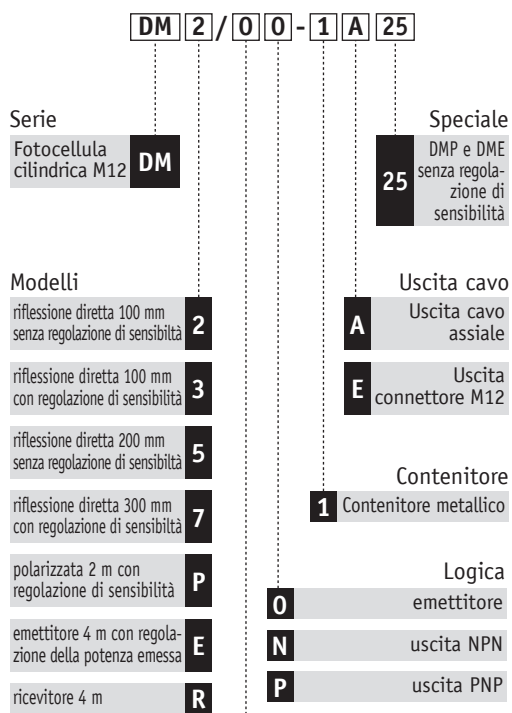 DM 2 / 0 0 - 1 A 25
Serie
Fotocellula
cilindrica M12 DM
Modelli
riflessione diretta 100 mm
senza regolazione di sensibiltà 2
riflessione diretta 100 mm
con regolazione di sensibilità 3
riflessione diretta 200 mm
senza regolazione di sensibiltà 5
riflessione diretta 300 mm
con regolazione di sensibiltà 7
polarizzata 2 m con
regolazione di sensibilità P
emettitore 4 m con regola-
zione della potenza emessa E
ricevitore 4 m R
Speciale
25 DMP e DME
senza regola-
zione di
sensibilità
Uscita cavo
A Uscita cavo
assiale
E Uscita
connettore M12
Contenitore
1 Contenitore metallico
Logica
0 emettitore
N uscita NPN
P uscita PNP